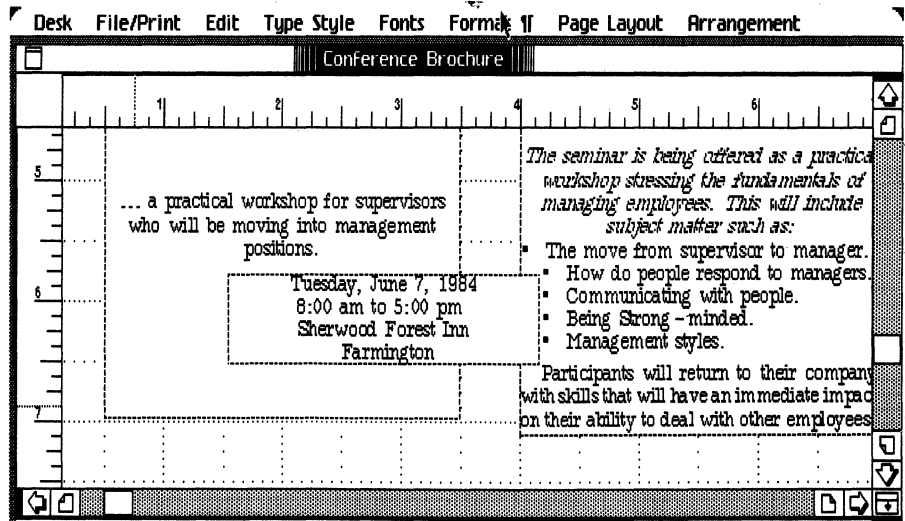 Desk File/Print Edit Type Style Fonts Format ¶ Page Layout Arrangement
Conference Brochure
1 2 3 4 5 6
5
6
7
... a practical workshop for supervisors
who will be moving into management
positions.
Tuesday, June 7, 1984
8:00 am to 5:00 pm
Sherwood Forest Inn
Farmington
The seminar is being offered as a practica
workshop stressing the fundamentals of
managing employees. This will include
subject matter such as:
▪ The move from supervisor to manager.
▪ How do people respond to managers.
▪ Communicating with people.
▪ Being Strong-minded.
▪ Management styles.
Participants will return to their company
with skills that will have an immediate impac
on their ability to deal with other employees